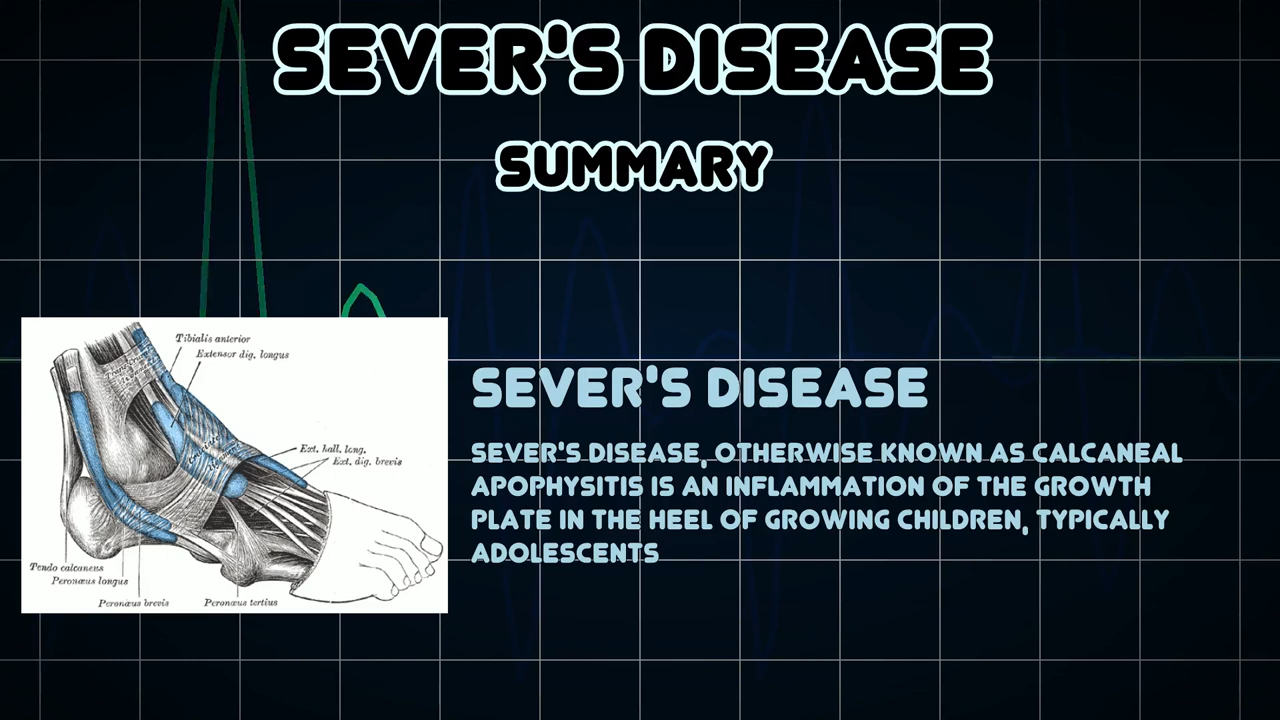 SEVER'S DISEASE
SUMMARY
Tibialis anterior
Extensor dig. longus
Ext. hall. long.
Ext. dig. brevis
Tendo calcaneus
Peronæus longus
Peronæus brevis
Peronæus tertius
SEVER'S DISEASE
SEVER'S DISEASE, OTHERWISE KNOWN AS CALCANEAL
APOPHYSITIS IS AN INFLAMMATION OF THE GROWTH
PLATE IN THE HEEL OF GROWING CHILDREN, TYPICALLY
ADOLESCENTS